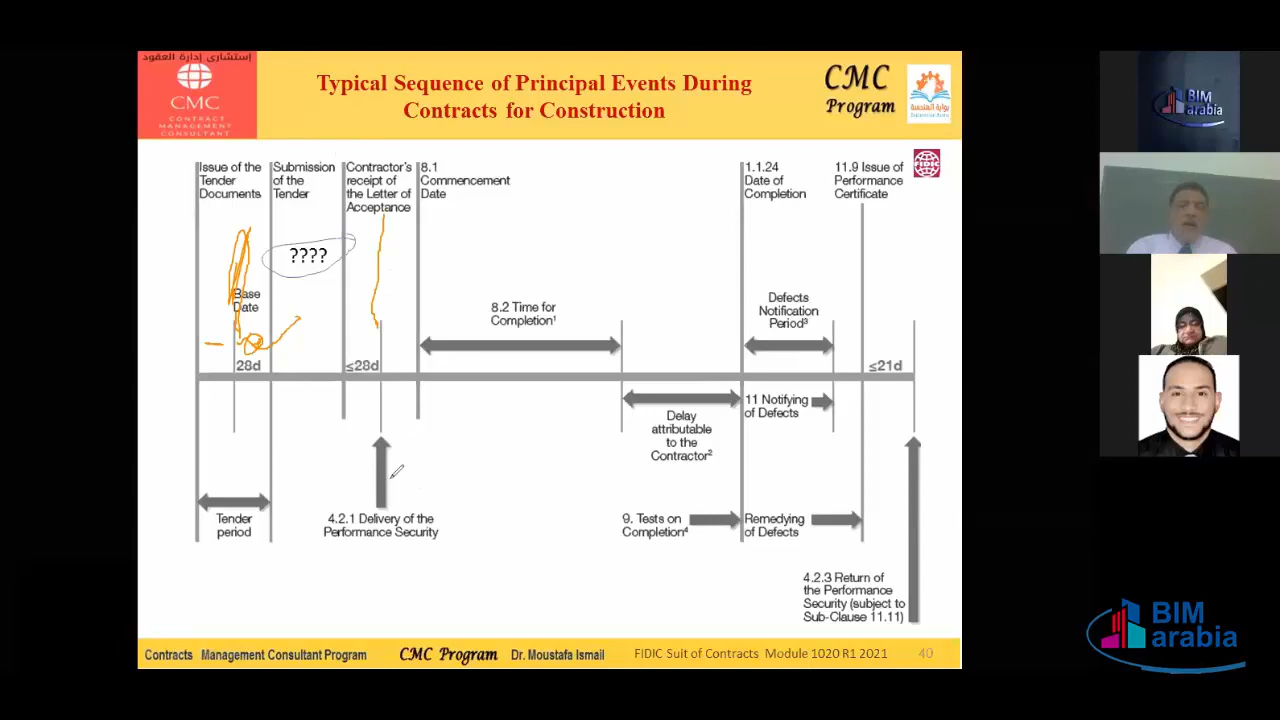 إستشارى إدارة العقود
CMC
CONTRACT
MANAGEMENT
CONSULTANT
Typical Sequence of Principal Events During
Contracts for Construction
CMC
Program
بوابة الهندسة
FIDIC
Issue of the
Tender
Documents
Submission
of the
Tender
Contractor's
receipt of
the Letter of
Acceptance
8.1
Commencement
Date
1.1.24
Date of
Completion
11.9 Issue of
Performance
Certificate
????
Base
Date
8.2 Time for
Completion¹
Defects
Notification
Period³
28d
≤28d
≤21d
Delay
attributable
to the
Contractor²
11 Notifying
of Defects
Tender
period
4.2.1 Delivery of the
Performance Security
9. Tests on
Completion⁴
Remedying
of Defects
4.2.3 Return of
the Performance
Security (subject to
Sub-Clause 11.11)
Contracts Management Consultant Program
CMC Program
Dr. Moustafa Ismail
FIDIC Suit of Contracts Module 1020 R1 2021
40
BIM
arabia
BIM
arabia